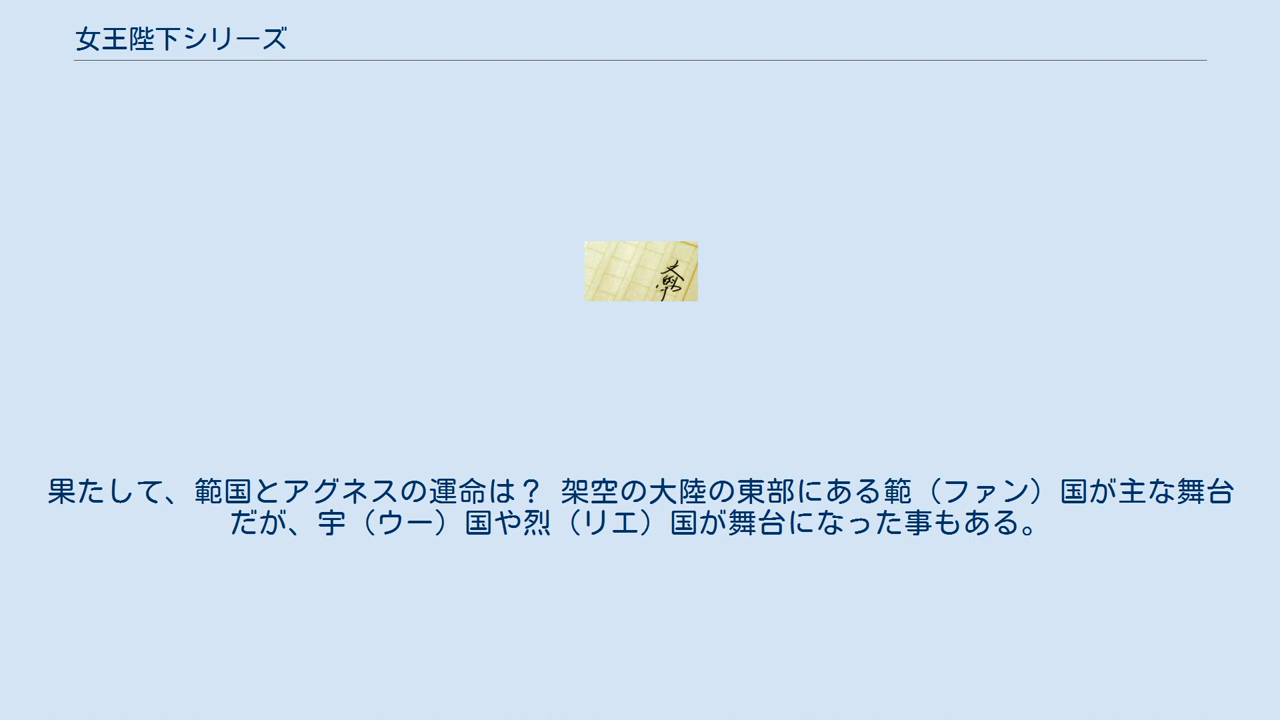 女王陛下シリーズ
果たして、範国とアグネスの運命は？ 架空の大陸の東部にある範（ファン）国が主な舞台
だが、宇（ウー）国や烈（リエ）国が舞台になった事もある。